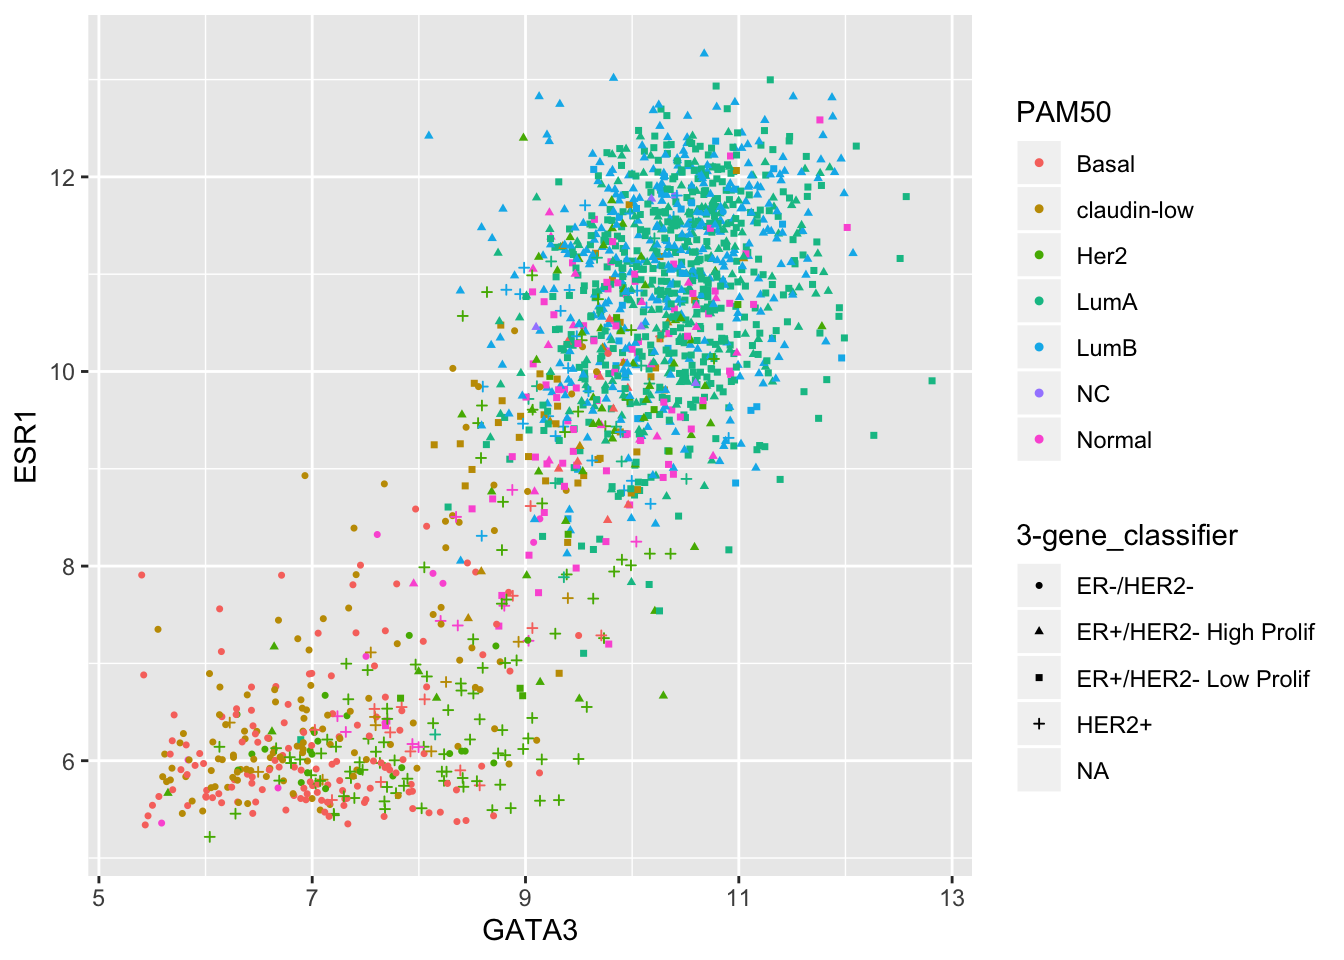 ESR1
12
10
8
6
5
7
9
11
13
GATA3
PAM50
Basal
claudin-low
Her2
LumA
LumB
NC
Normal
3-gene_classifier
ER-/HER2-
ER+/HER2- High Prolif
ER+/HER2- Low Prolif
HER2+
NA